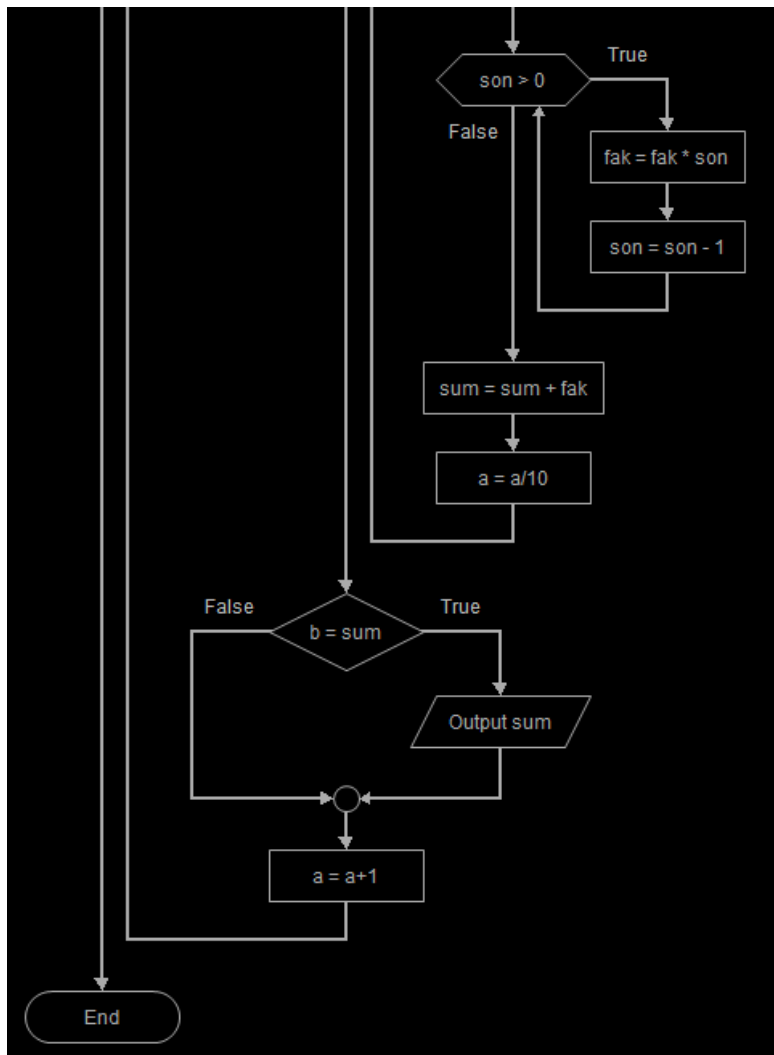 True
son > 0
False
fak = fak * son
son = son - 1
sum = sum + fak
a = a/10
False
True
b = sum
Output sum
a = a+1
End